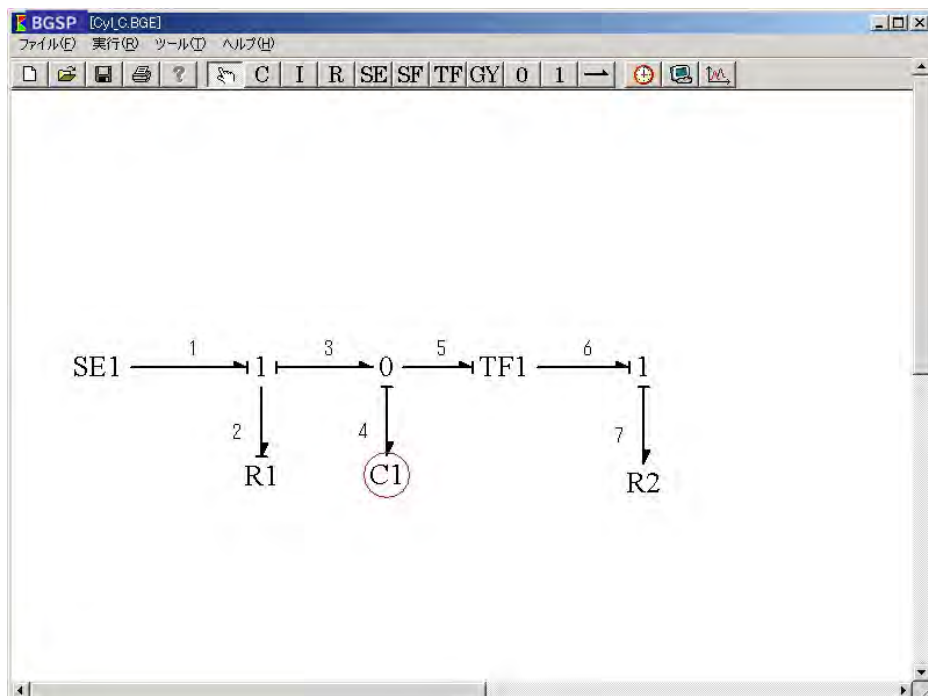 BGSP [Cyl_C.BGE]
ファイル(F) 実行(R) ツール(T) ヘルプ(H)
? C I R SE SF TF GY 0 1
1 3 5 6
SE1 1 0 TF1 1
2 4 7
R1 C1 R2